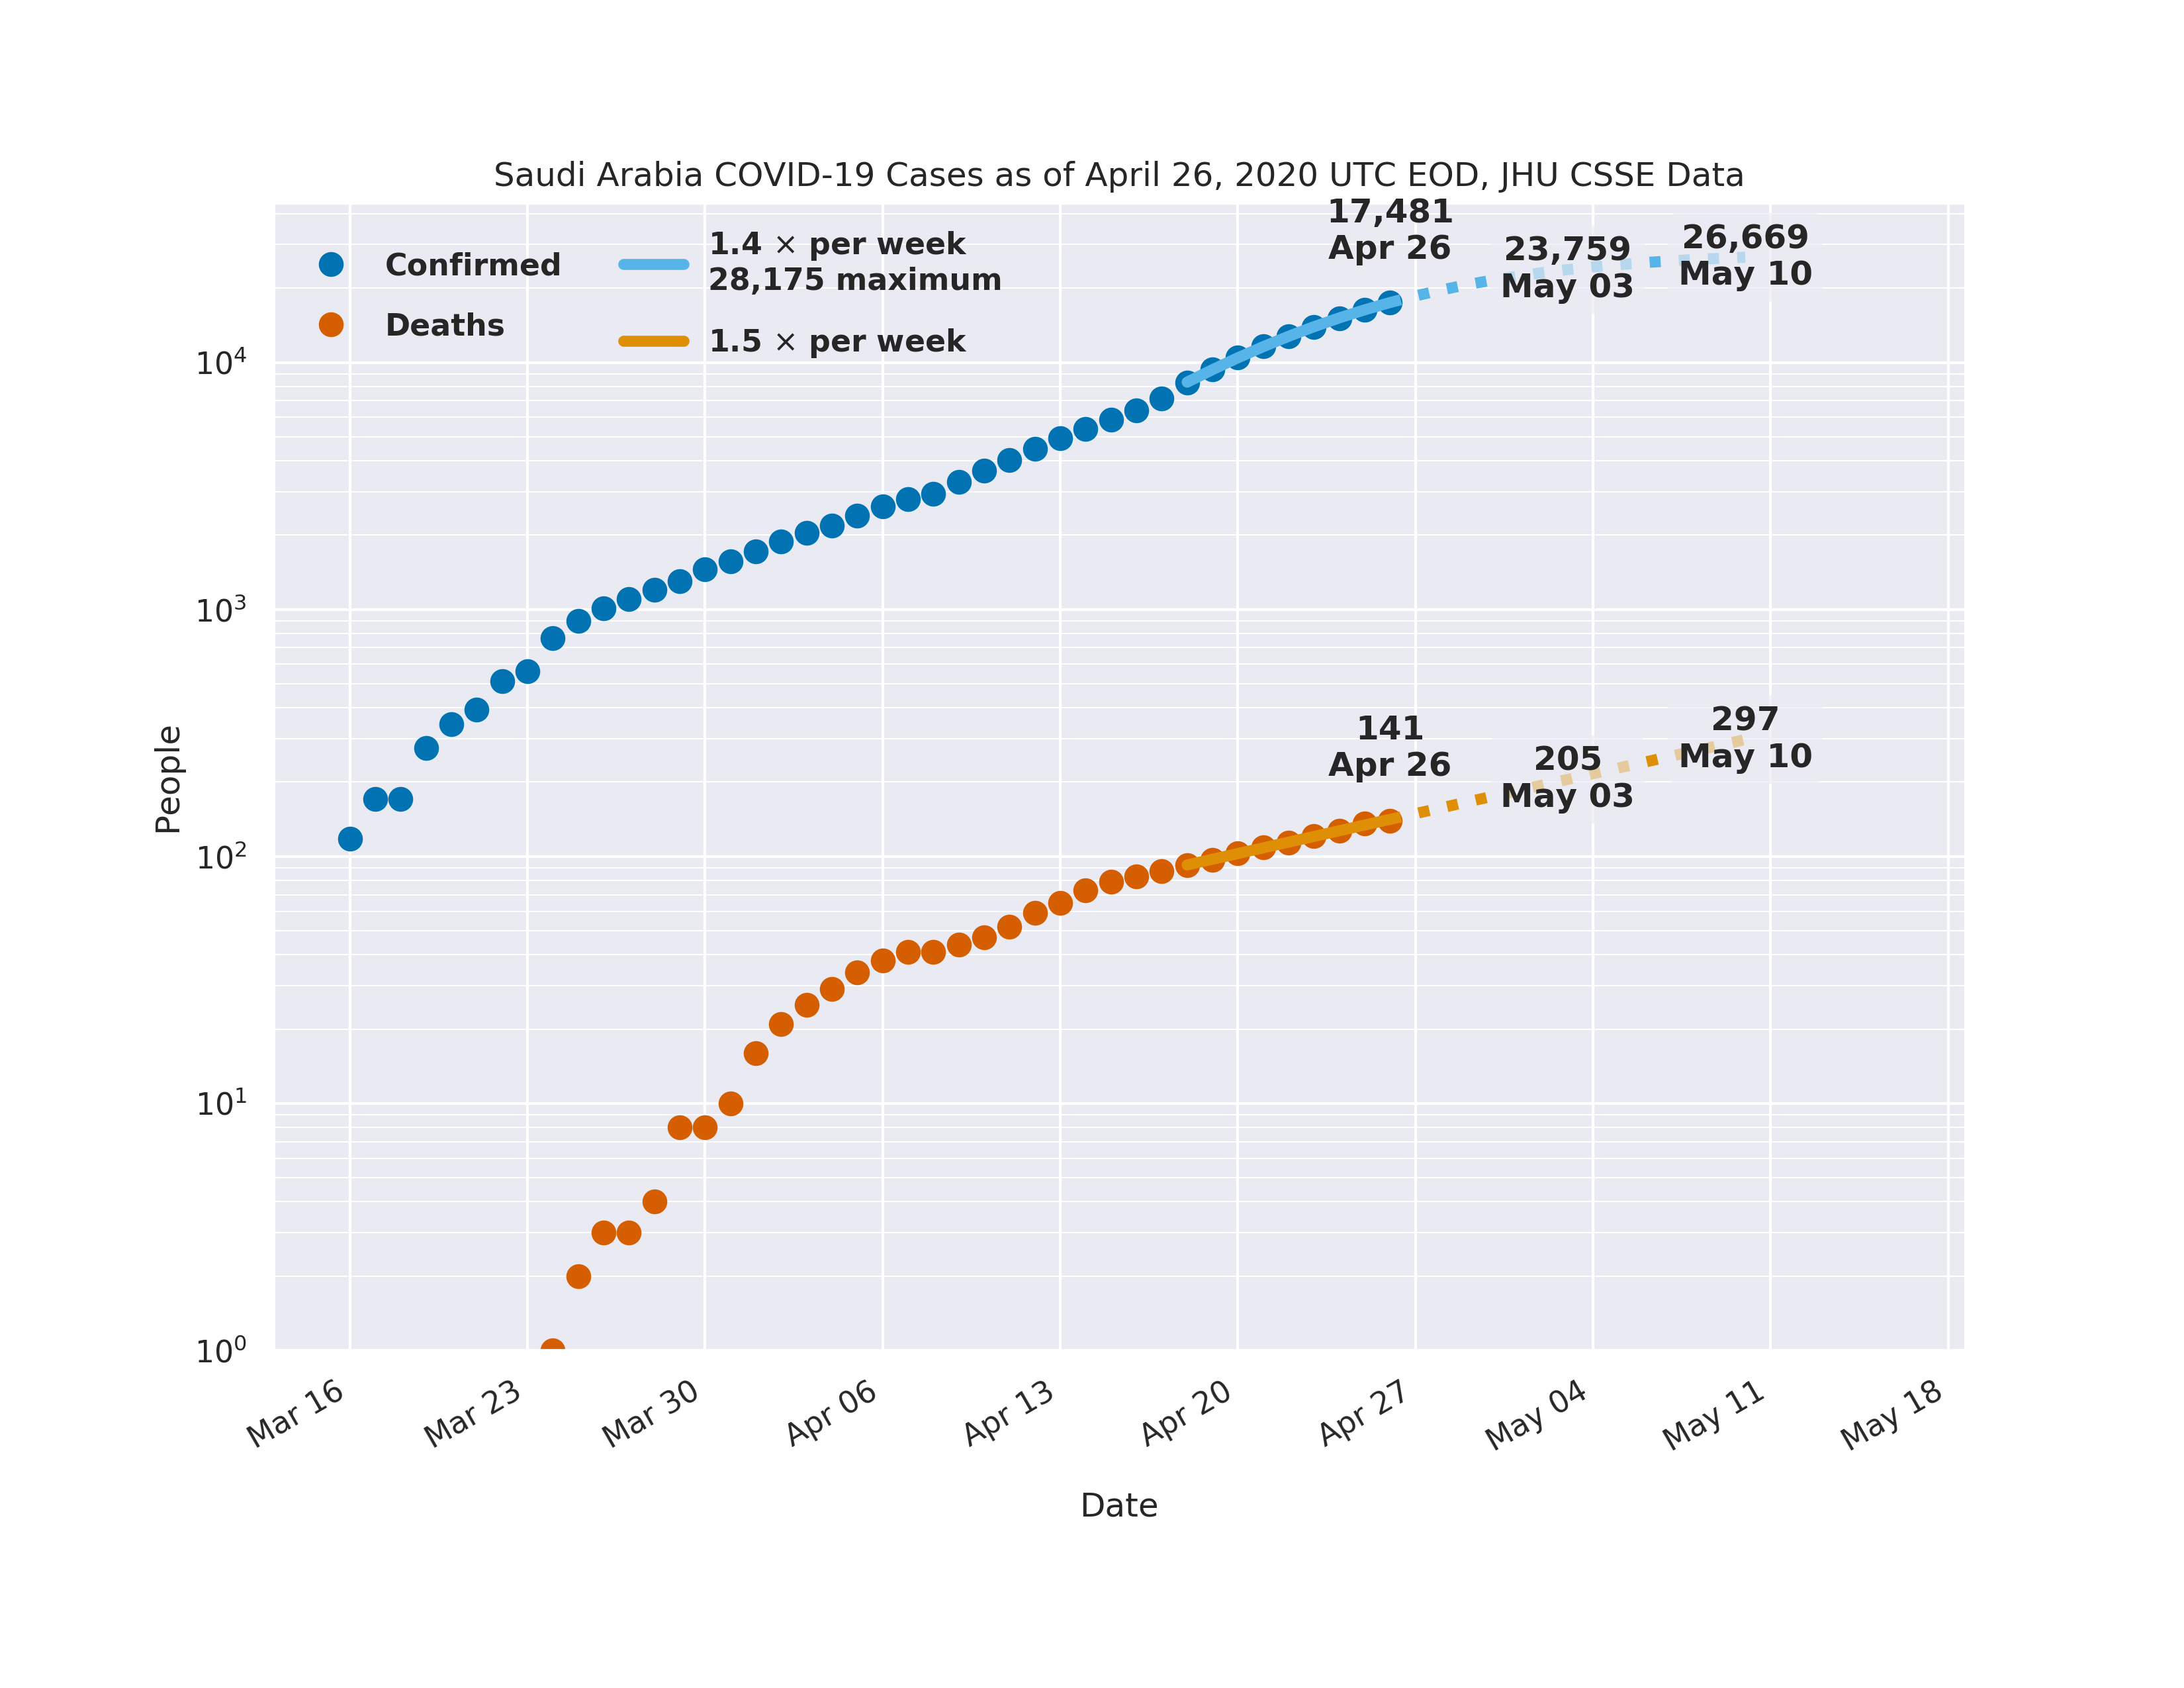 Saudi Arabia COVID-19 Cases as of April 26, 2020 UTC EOD, JHU CSSE Data
Confirmed
Deaths
1.4 × per week
28,175 maximum
1.5 × per week
17,481
Apr 26
23,759
May 03
26,669
May 10
141
Apr 26
205
May 03
297
May 10
People
10⁴
10³
10²
10¹
10⁰
Mar 16
Mar 23
Mar 30
Apr 06
Apr 13
Apr 20
Apr 27
May 04
May 11
May 18
Date